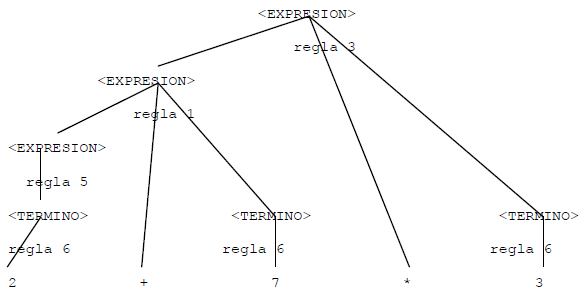 <EXPRESION>
regla 3
<EXPRESION>
regla 1
<EXPRESION>
regla 5
<TERMINO> <TERMINO> <TERMINO>
regla 6 regla 6 regla 6
2 + 7 * 3